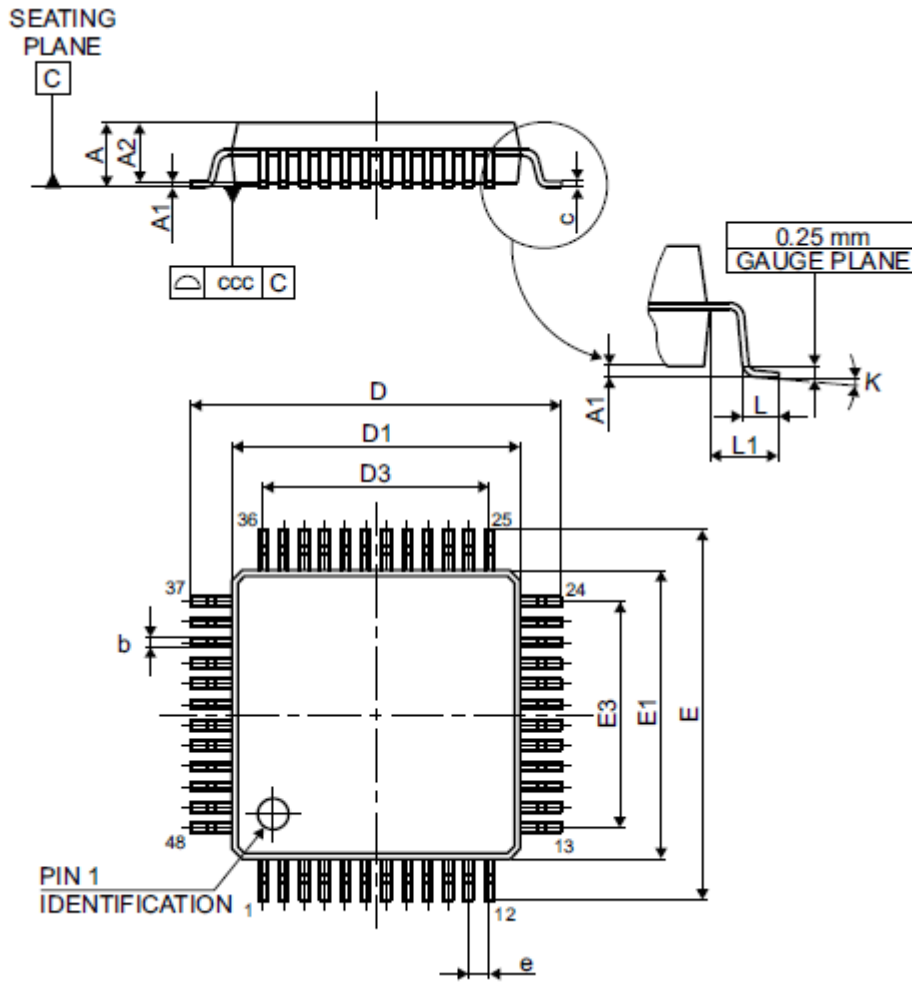 SEATING
PLANE
C
A
A2
A1
c
ccc C
0.25 mm
GAUGE PLANE
A1
K
L
L1
D
D1
D3
36
25
37
24
b
E3
E1
E
48
13
PIN 1
IDENTIFICATION
1
12
e